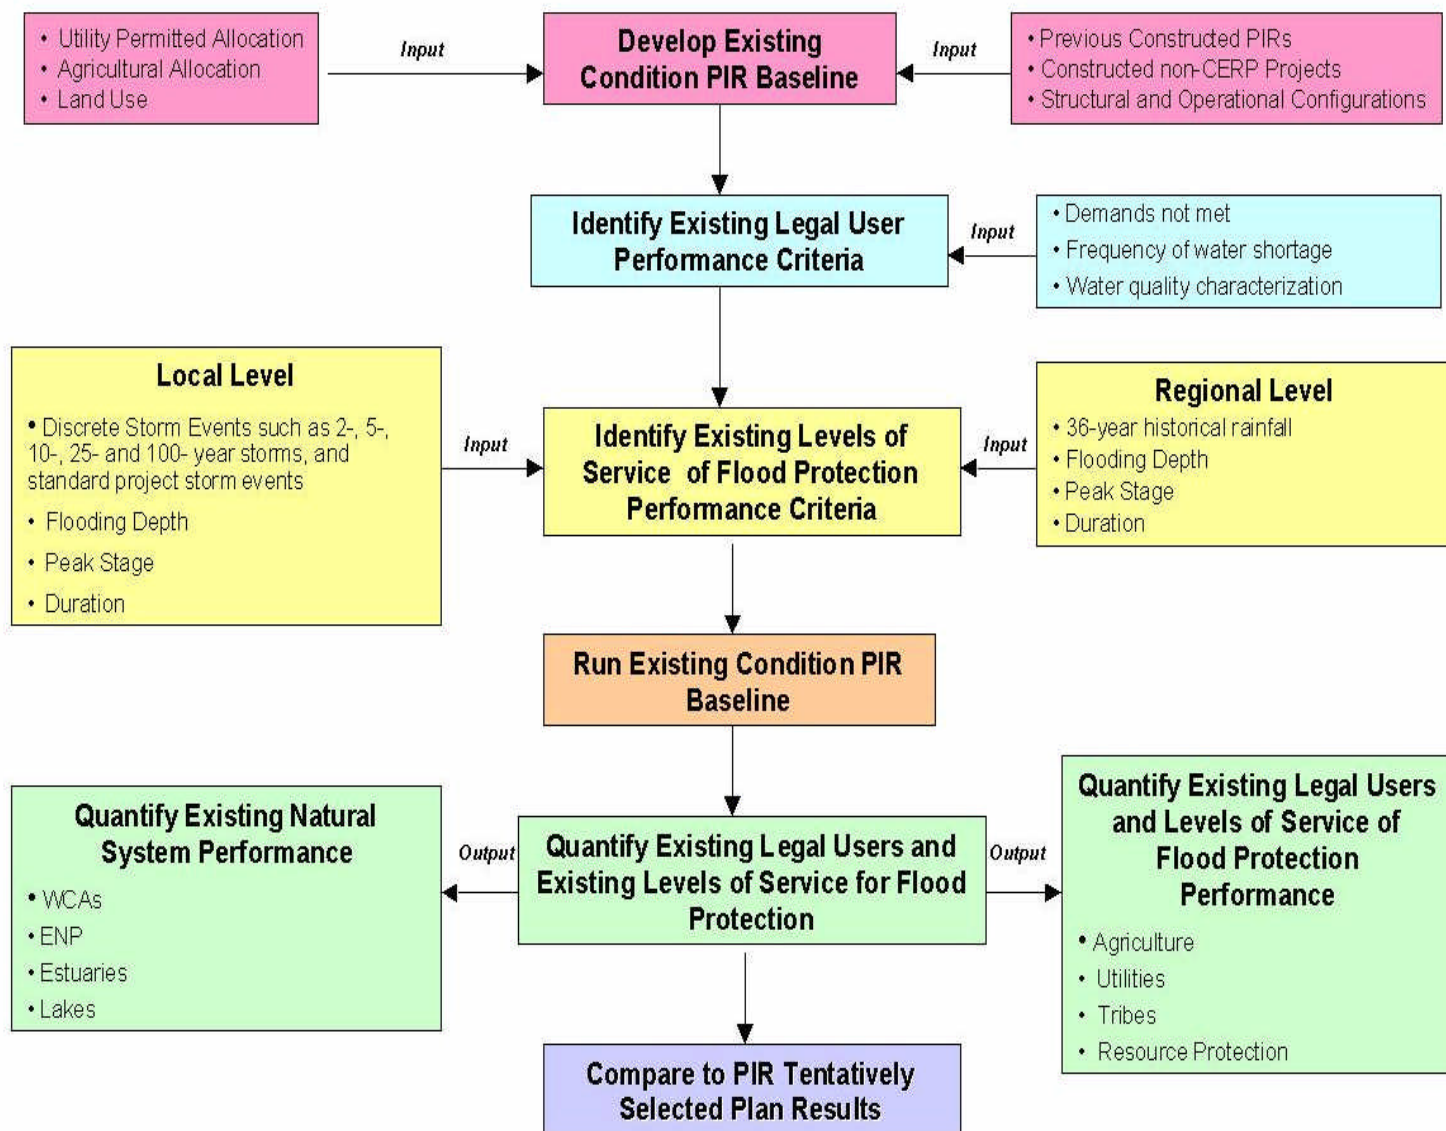 • Utility Permitted Allocation
• Agricultural Allocation
• Land Use
Input
Develop Existing
Condition PIR Baseline
Input
• Previous Constructed PIRs
• Constructed non-CERP Projects
• Structural and Operational Configurations
Identify Existing Legal User
Performance Criteria
Input
• Demands not met
• Frequency of water shortage
• Water quality characterization
Local Level
• Discrete Storm Events such as 2-, 5-,
10-, 25- and 100- year storms, and
standard project storm events
• Flooding Depth
• Peak Stage
• Duration
Input
Identify Existing Levels of
Service of Flood Protection
Performance Criteria
Input
Regional Level
• 36-year historical rainfall
• Flooding Depth
• Peak Stage
• Duration
Run Existing Condition PIR
Baseline
Quantify Existing Natural
System Performance
• WCAs
• ENP
• Estuaries
• Lakes
Output
Quantify Existing Legal Users and
Existing Levels of Service for Flood
Protection
Output
Quantify Existing Legal Users
and Levels of Service of
Flood Protection
Performance
• Agriculture
• Utilities
• Tribes
• Resource Protection
Compare to PIR Tentatively
Selected Plan Results